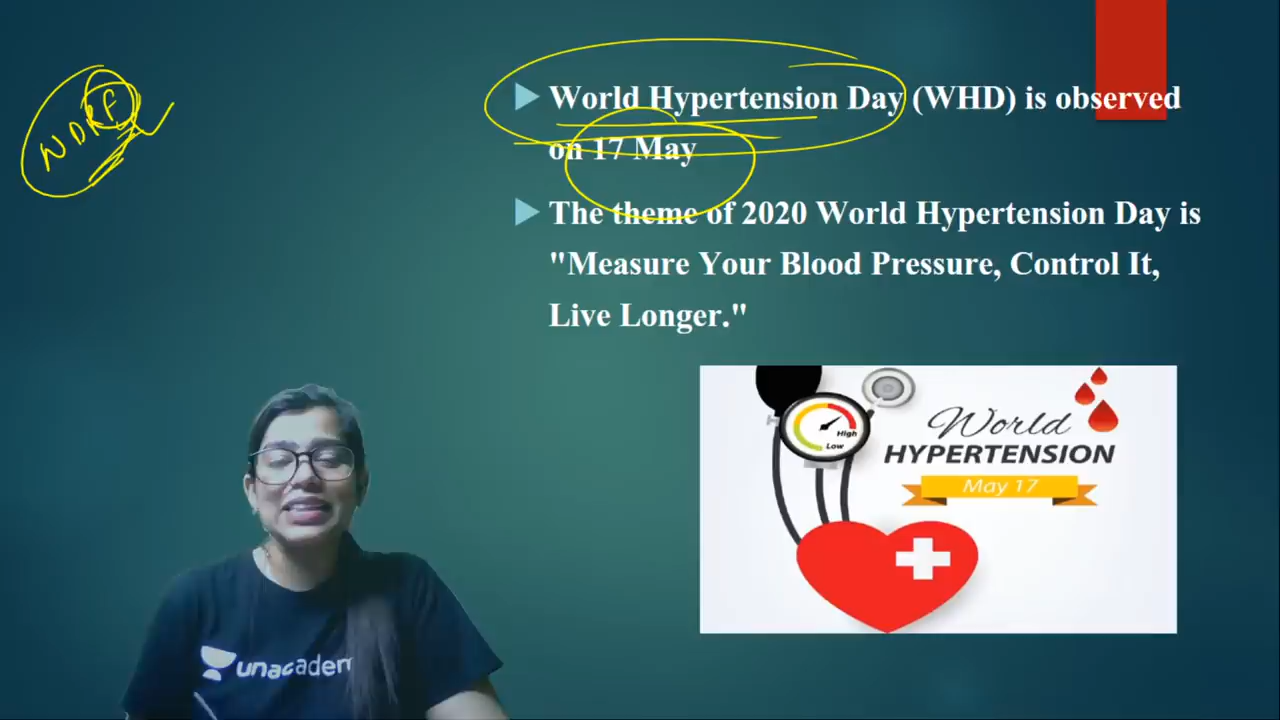 NDRF
World Hypertension Day (WHD) is observed
on 17 May
The theme of 2020 World Hypertension Day is
"Measure Your Blood Pressure, Control It,
Live Longer."
High
Low
World
HYPERTENSION
May 17
unacadem